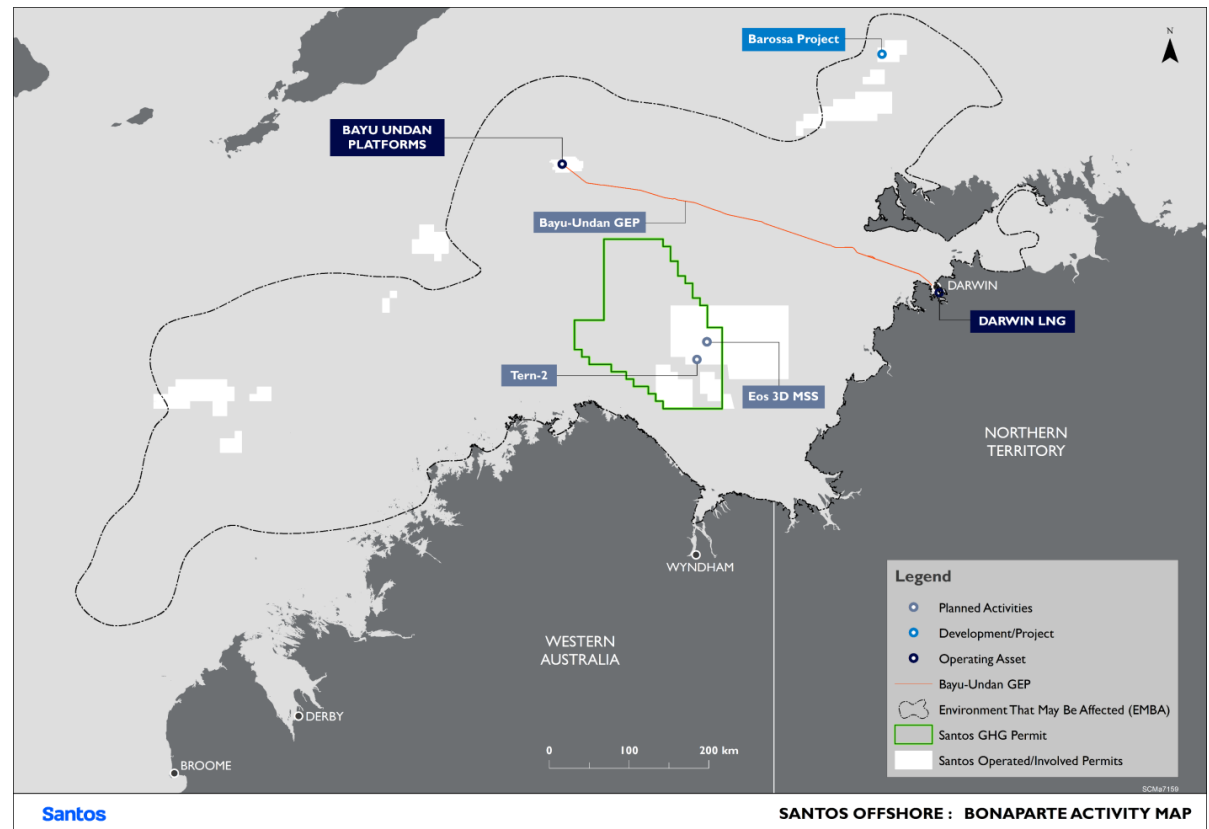 Barossa Project
N
BAYU UNDAN
PLATFORMS
Bayu-Undan GEP
DARWIN
DARWIN LNG
Tern-2
Eos 3D MSS
NORTHERN
TERRITORY
WYNDHAM
WESTERN
AUSTRALIA
DERBY
BROOME
0 100 200 km
Legend
Planned Activities
Development/Project
Operating Asset
Bayu-Undan GEP
Environment That May Be Affected (EMBA)
Santos GHG Permit
Santos Operated/Involved Permits
SCMa7159
Santos
SANTOS OFFSHORE : BONAPARTE ACTIVITY MAP